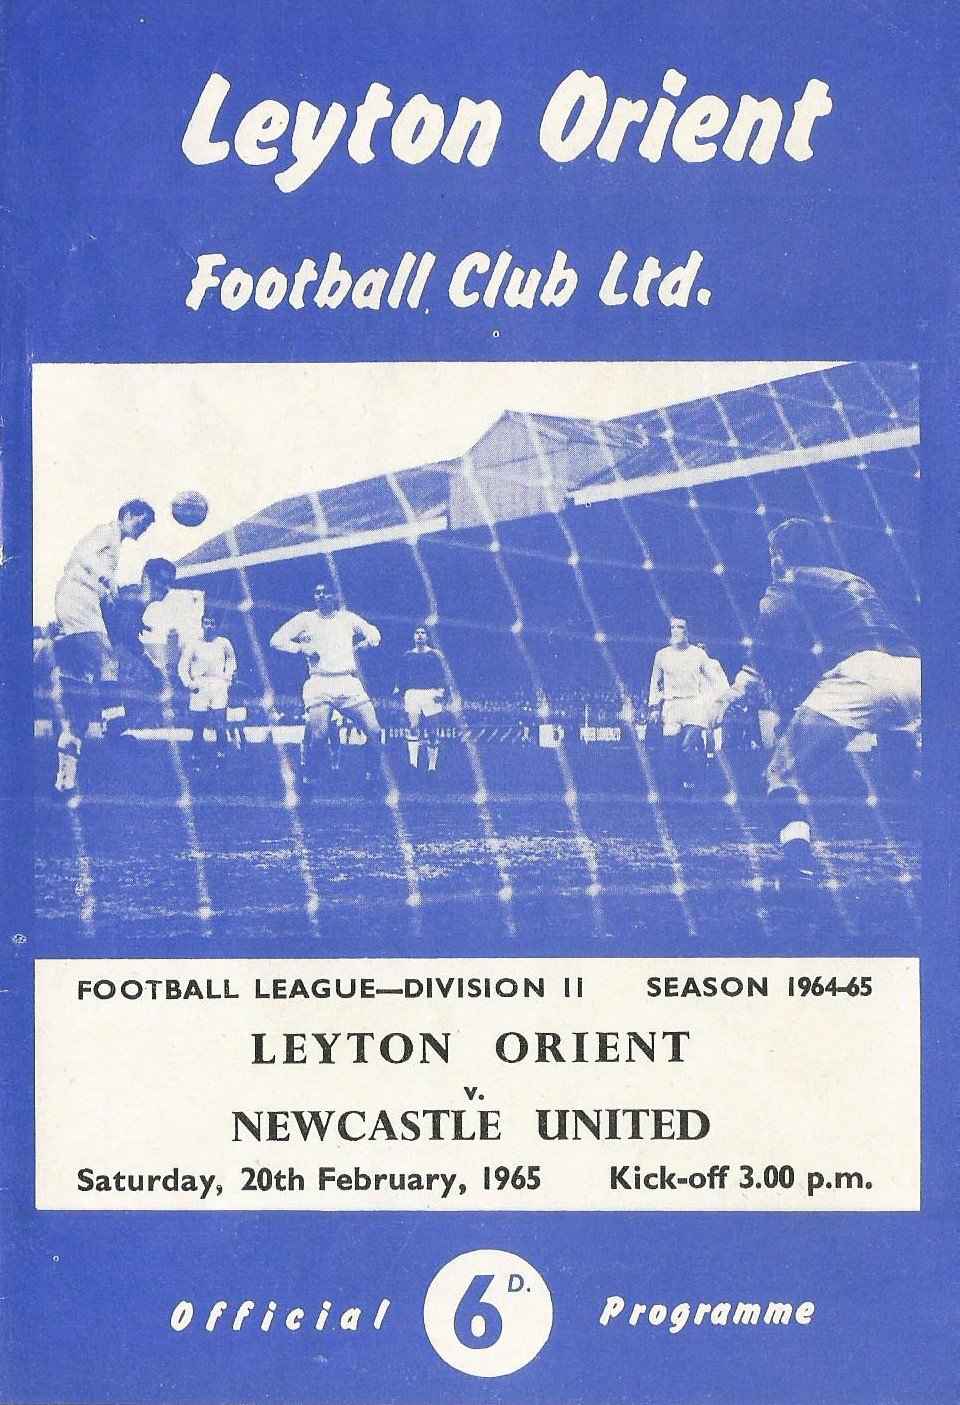 Leyton Orient
Football Club Ltd.
FOOTBALL LEAGUE—DIVISION II SEASON 1964-65
LEYTON ORIENT
v.
NEWCASTLE UNITED
Saturday, 20th February, 1965 Kick-off 3.00 p.m.
Official 6D. Programme